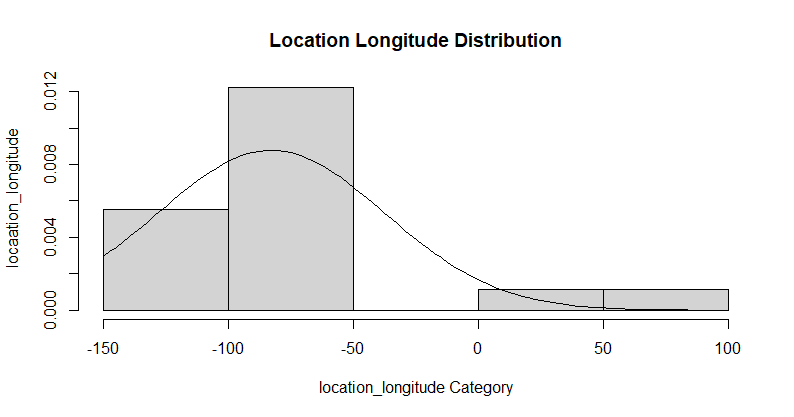 Location Longitude Distribution
locaation_longitude
0.012
0.008
0.004
0.000
-150 -100 -50 0 50 100
location_longitude Category